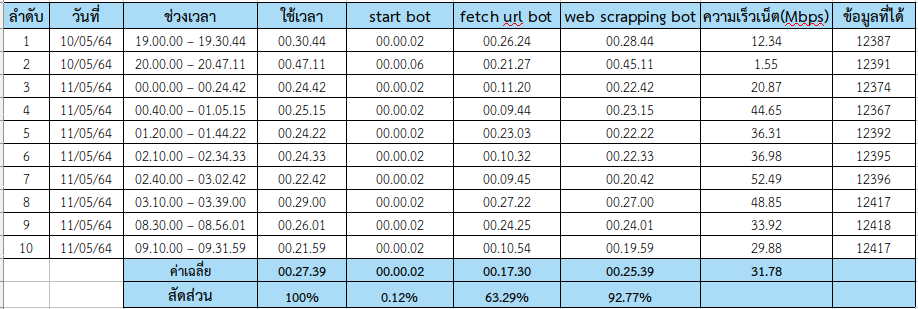 ลำดับ วันที่ ช่วงเวลา ใช้เวลา start bot fetch url bot web scrapping bot ความเร็วเน็ต(Mbps) ข้อมูลที่ได้
1 10/05/64 19.00.00 – 19.30.44 00.30.44 00.00.02 00.26.24 00.28.44 12.34 12387
2 10/05/64 20.00.00 – 20.47.11 00.47.11 00.00.06 00.21.27 00.45.11 1.55 12391
3 11/05/64 00.00.00 – 00.24.42 00.24.42 00.00.02 00.11.20 00.22.42 20.87 12374
4 11/05/64 00.40.00 – 01.05.15 00.25.15 00.00.02 00.09.44 00.23.15 44.65 12367
5 11/05/64 01.20.00 – 01.44.22 00.24.22 00.00.02 00.23.03 00.22.22 36.31 12392
6 11/05/64 02.10.00 – 02.34.33 00.24.33 00.00.02 00.10.32 00.22.33 36.98 12395
7 11/05/64 02.40.00 – 03.02.42 00.22.42 00.00.02 00.09.45 00.20.42 52.49 12396
8 11/05/64 03.10.00 – 03.39.00 00.29.00 00.00.02 00.27.22 00.27.00 48.85 12417
9 11/05/64 08.30.00 – 08.56.01 00.26.01 00.00.02 00.24.25 00.24.01 33.92 12418
10 11/05/64 09.10.00 – 09.31.59 00.21.59 00.00.02 00.10.54 00.19.59 29.88 12417
ค่าเฉลี่ย 00.27.39 00.00.02 00.17.30 00.25.39 31.78
สัดส่วน 100% 0.12% 63.29% 92.77%